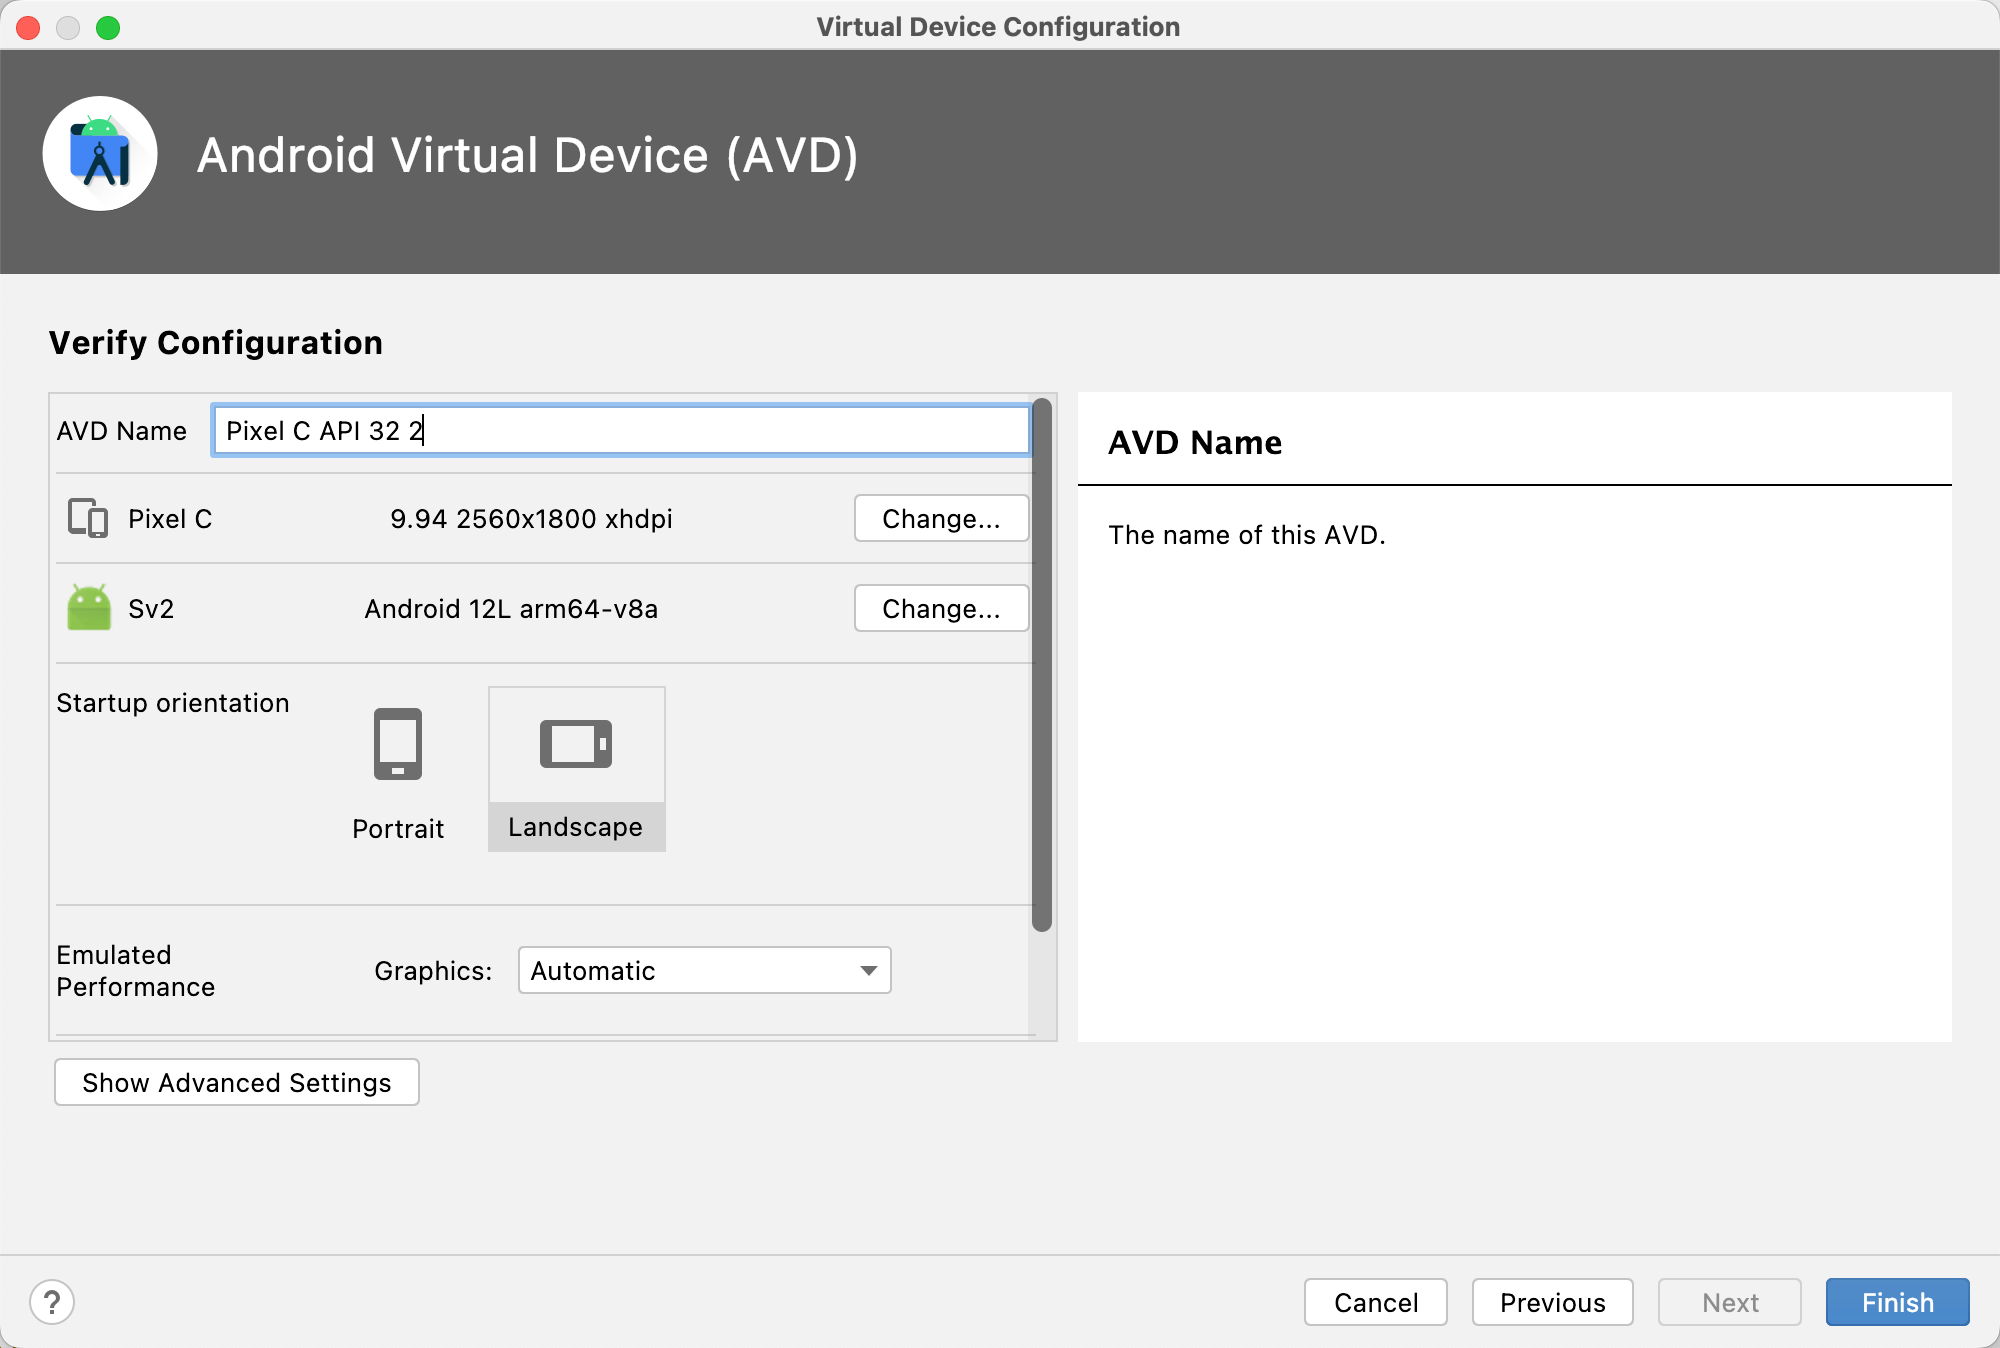 Virtual Device Configuration
Android Virtual Device (AVD)
Verify Configuration
AVD Name Pixel C API 32 2
Pixel C 9.94 2560x1800 xhdpi Change...
Sv2 Android 12L arm64-v8a Change...
Startup orientation
Portrait Landscape
Emulated
Performance
Graphics: Automatic
Show Advanced Settings
AVD Name
The name of this AVD.
? Cancel Previous Next Finish